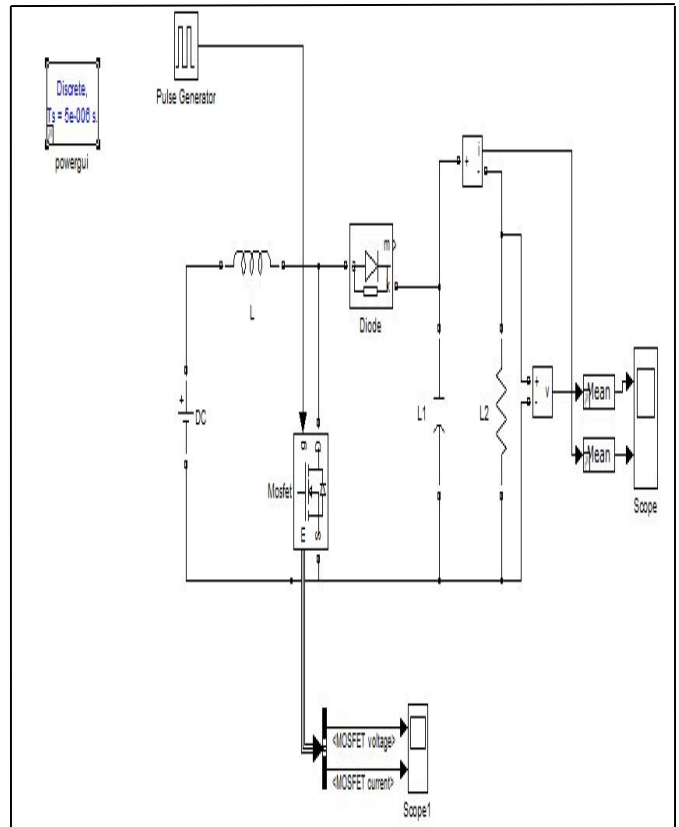 Discrete,
Ts = 5e-006 s.
powergui
Pulse Generator
i
+
-
m
k
Diode
L
+
DC
L1
L2
+
-
v
Mean
Mean
Scope
g
D
Mosfet
m
S
<MOSFET voltage>
<MOSFET current>
Scope1